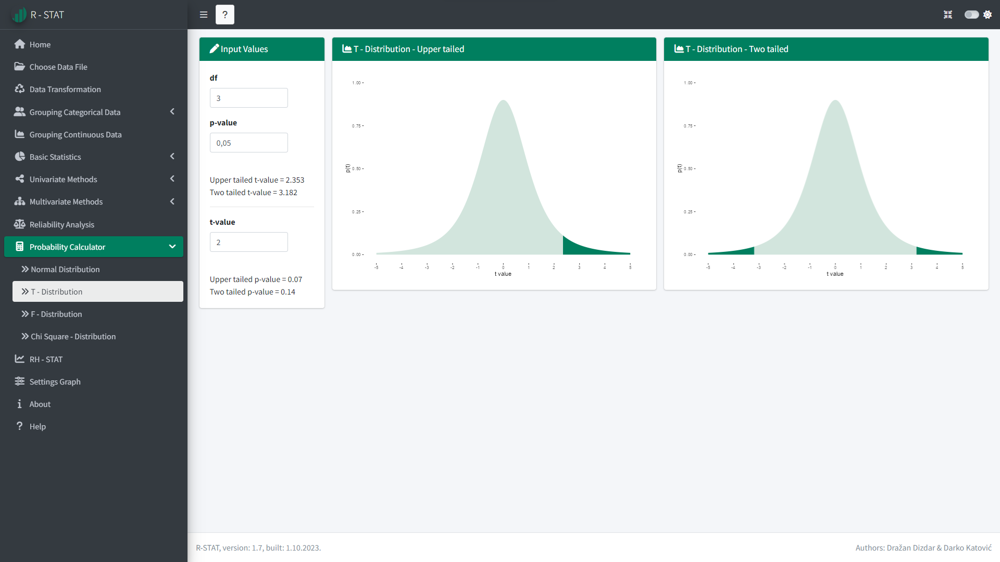 R - STAT
?
Home
Choose Data File
Data Transformation
Grouping Categorical Data
Grouping Continuous Data
Basic Statistics
Univariate Methods
Multivariate Methods
Reliability Analysis
Probability Calculator
Normal Distribution
T - Distribution
F - Distribution
Chi Square - Distribution
RH - STAT
Settings Graph
About
Help
Input Values
df
3
p-value
0,05
Upper tailed t-value = 2.353
Two tailed t-value = 3.182
t-value
2
Upper tailed p-value = 0.07
Two tailed p-value = 0.14
T - Distribution - Upper tailed
1.00
0.75
0.50
0.25
0.00
p(t)
-5 -4 -3 -2 -1 0 1 2 3 4 5
t value
T - Distribution - Two tailed
1.00
0.75
0.50
0.25
0.00
p(t)
-5 -4 -3 -2 -1 0 1 2 3 4 5
t value
R-STAT, version: 1.7, built: 1.10.2023.
Authors: Dražan Dizdar & Darko Katović